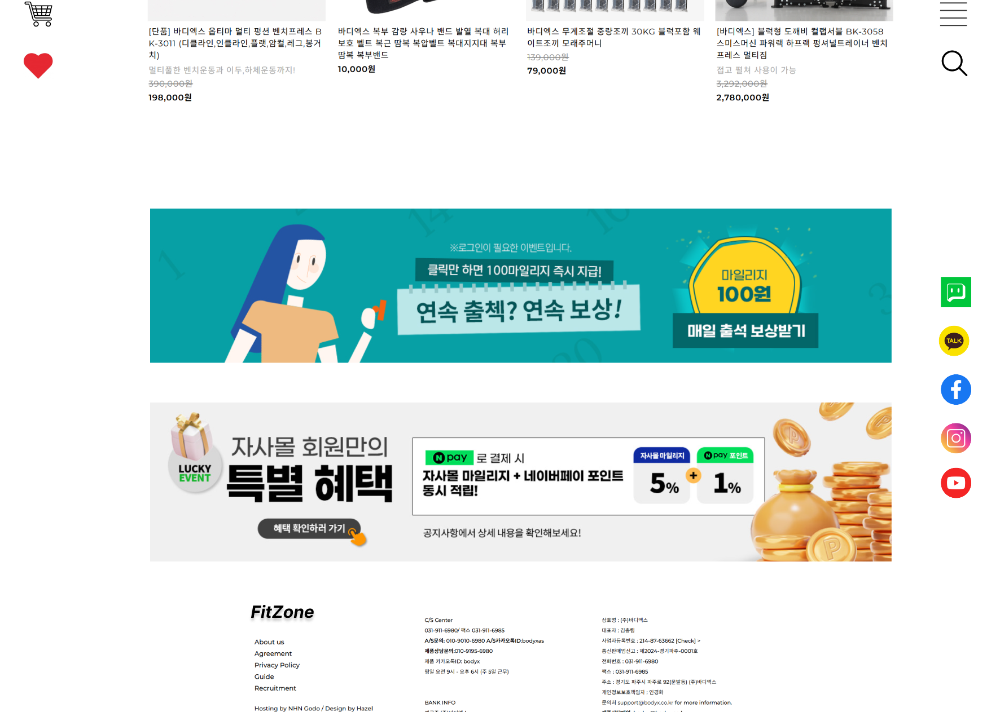 [단품] 바디엑스 옵티마 멀티 펑션 벤치프레스 B
K-3011 (디클라인,인클라인,플랫,암컬,레그,봉거
치)
멀티풀한 벤치운동과 이두,하체운동까지!
390,000원
198,000원
바디엑스 복부 감량 사우나 밴드 발열 복대 허리
보호 벨트 복근 땀복 복압벨트 복대지지대 복부
땀복 복부밴드
10,000원
바디엑스 무게조절 중량조끼 30KG 블럭포함 웨
이트조끼 모래주머니
139,000원
79,000원
[바디엑스] 블럭형 도깨비 컬랩서블 BK-3058
스미스머신 파워랙 하프랙 펑셔널트레이너 벤치
프레스 멀티짐
접고 펼쳐 사용이 가능
3,292,000원
2,780,000원
1
14
16
3
20
※로그인이 필요한 이벤트입니다.
클릭만 하면 100마일리지 즉시 지급!
연속 출첵? 연속 보상!
마일리지
100원
매일 출석 보상받기
TALK
LUCKY
EVENT
자사몰 회원만의
특별 혜택
혜택 확인하러 가기
N pay 로 결제 시
자사몰 마일리지 + 네이버페이 포인트
동시 적립!
자사몰 마일리지
5%
+
N pay 포인트
1%
공지사항에서 상세 내용을 확인해보세요!
FitZone
About us
Agreement
Privacy Policy
Guide
Recruitment
Hosting by NHN Godo / Design by Hazel
C/S Center
031-911-6980/ 팩스 031-911-6985
A/S문의: 010-9010-6980 A/S카카오톡ID:bodyxas
제품상담문의:010-9195-6980
제품 카카오톡ID: bodyx
평일 오전 9시 - 오후 6시 (주 5일 근무)
BANK INFO
상호명 : (주)바디엑스
대표자 : 김충림
사업자등록번호 : 214-87-63662 [Check] >
통신판매업신고 : 제2024-경기파주-0001호
전화번호 : 031-911-6980
팩스 : 031-911-6985
주소 : 경기도 파주시 파주로 92(문발동) (주)바디엑스
개인정보보호책임자 : 인경화
문의처 support@bodyx.co.kr for more information.